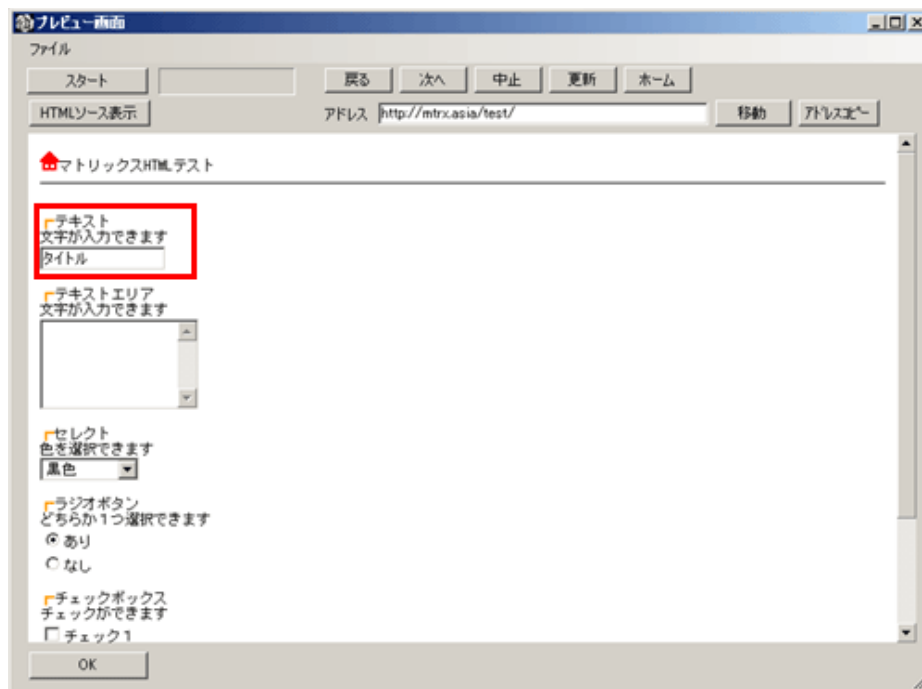 プレビュー画面
ファイル
スタート 戻る 次へ 中止 更新 ホーム
HTMLソース表示 アドレス http://mtrx.asia/test/ 移動 アドレスコピー
マトリックスHTMLテスト
┏テキスト
文字が入力できます
タイトル
┏テキストエリア
文字が入力できます
┏セレクト
色を選択できます
黒色
┏ラジオボタン
どちらか1つ選択できます
あり
なし
┏チェックボックス
チェックができます
チェック1
OK